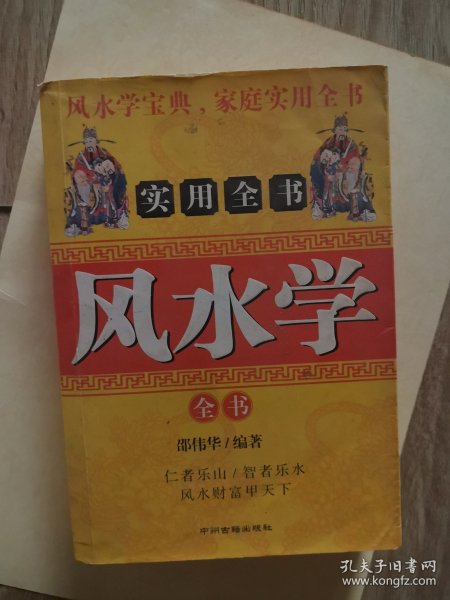 风水学宝典，家庭实用全书
实用全书
风水学
全书
邵伟华/编著
仁者乐山/智者乐水
风水财富甲天下
中州古籍出版社
孔夫子旧书网
www.kongfz.com